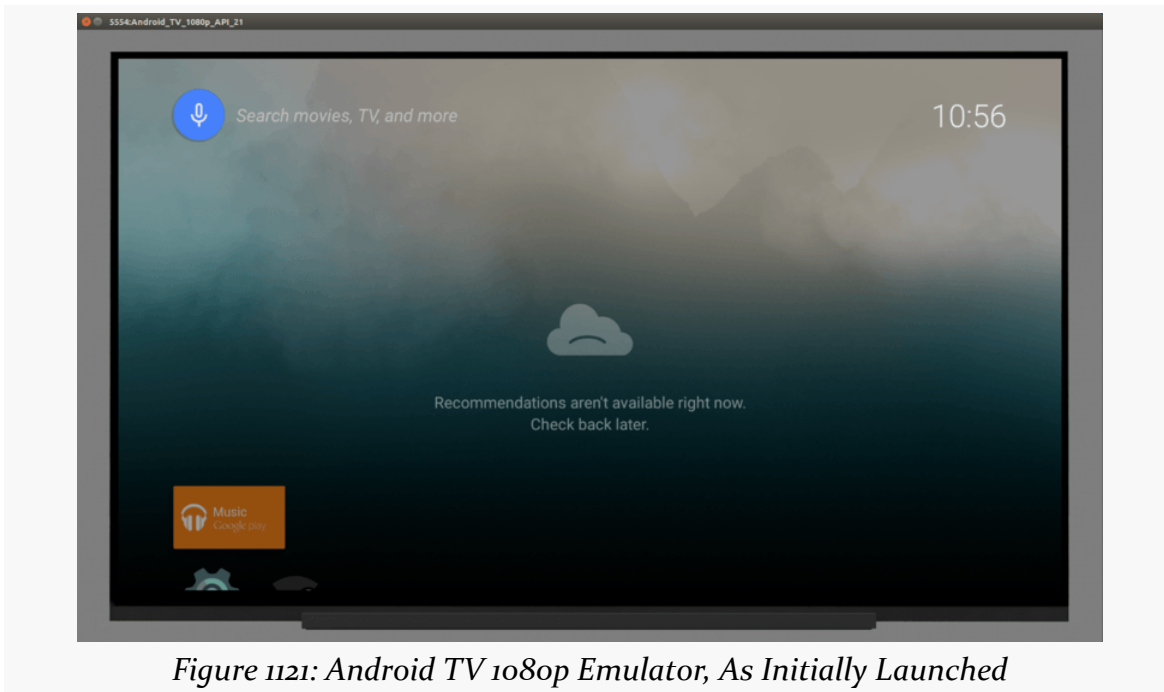 5554:Android_TV_1080p_API_21
Search movies, TV, and more
10:56
Recommendations aren't available right now.
Check back later.
Music
Google play
Figure 1121: Android TV 1080p Emulator, As Initially Launched